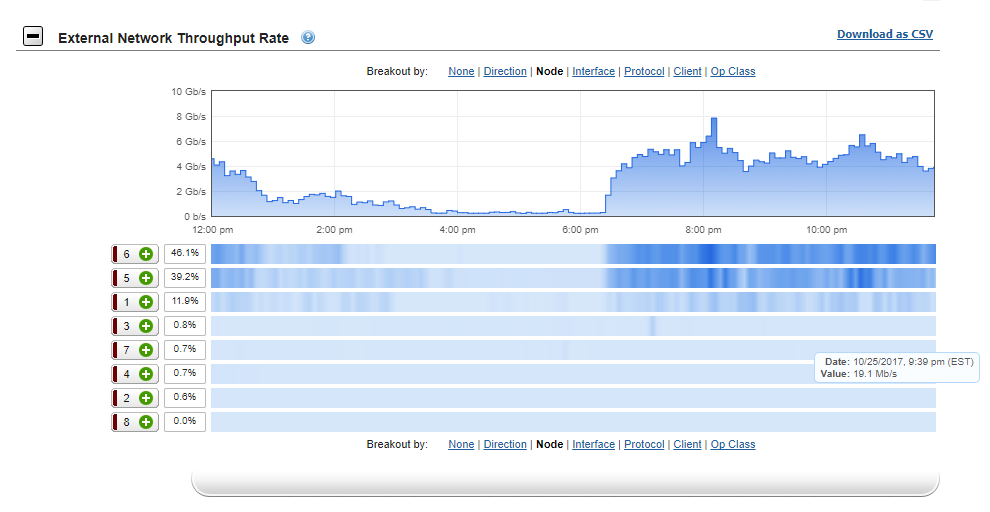 External Network Throughput Rate
Download as CSV
Breakout by: None | Direction | Node | Interface | Protocol | Client | Op Class
10 Gb/s
8 Gb/s
6 Gb/s
4 Gb/s
2 Gb/s
0 b/s
12:00 pm 2:00 pm 4:00 pm 6:00 pm 8:00 pm 10:00 pm
6 46.1%
5 39.2%
1 11.9%
3 0.8%
7 0.7%
Date: 10/25/2017, 9:39 pm (EST)
Value: 19.1 Mb/s
4 0.7%
2 0.6%
8 0.0%
Breakout by: None | Direction | Node | Interface | Protocol | Client | Op Class